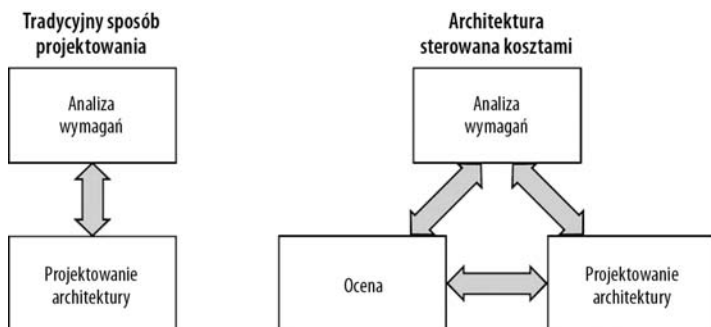 Tradycyjny sposób
projektowania
Analiza
wymagań
Projektowanie
architektury
Architektura
sterowana kosztami
Analiza
wymagań
Ocena
Projektowanie
architektury